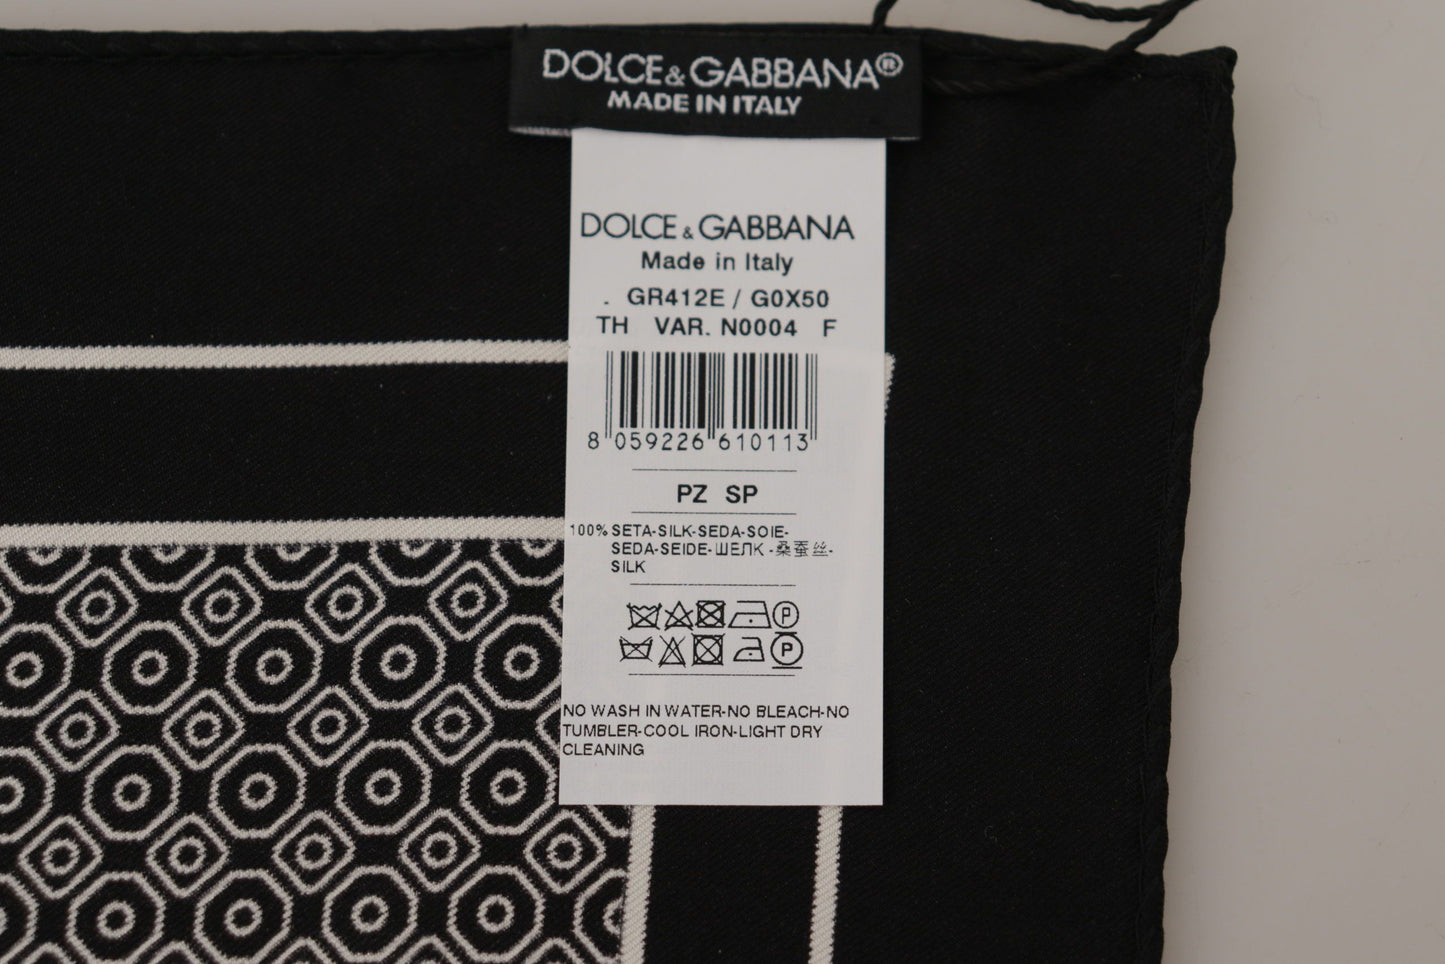 DOLCE&GABBANA®
MADE IN ITALY
DOLCE & GABBANA
Made in Italy
. GR412E / G0X50
TH VAR. N0004 F
8 059226 610113
PZ SP
100% SETA-SILK-SEDA-SOIE-
SEDA-SEIDE-ШЕЛК -桑蚕丝-
SILK
P
P
NO WASH IN WATER-NO BLEACH-NO
TUMBLER-COOL IRON-LIGHT DRY
CLEANING